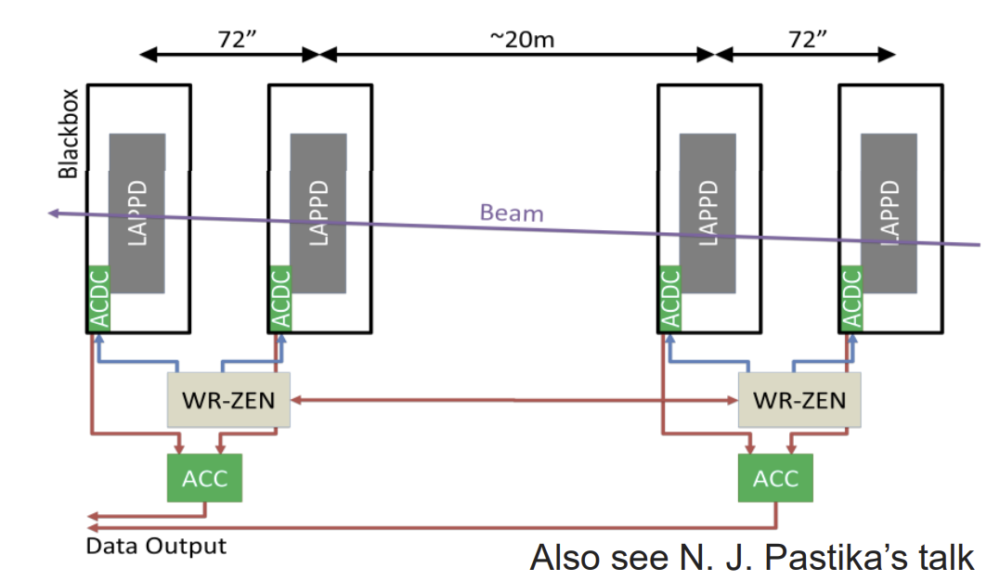 72”
~20m
72”
Blackbox
LAPPD
LAPPD
LAPPD
LAPPD
Beam
ACDC
ACDC
ACDC
ACDC
WR-ZEN
WR-ZEN
ACC
ACC
Data Output
Also see N. J. Pastika’s talk